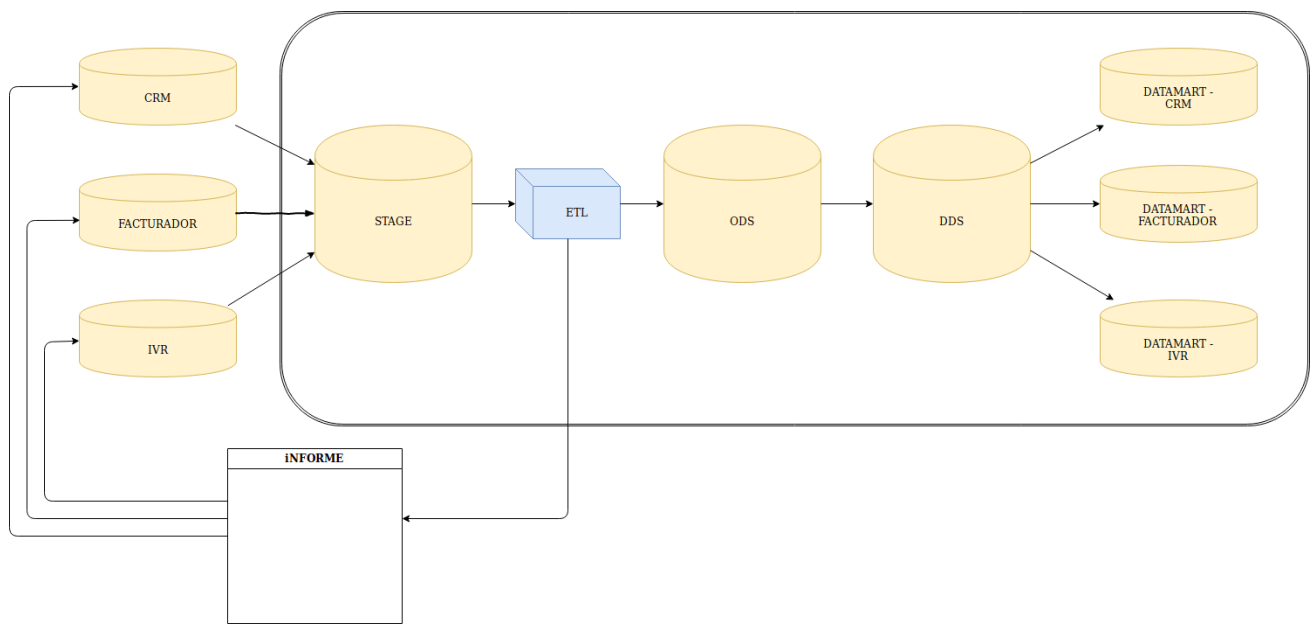 CRM
FACTURADOR
IVR
STAGE
ETL
ODS
DDS
DATAMART -
CRM
DATAMART -
FACTURADOR
DATAMART -
IVR
iNFORME